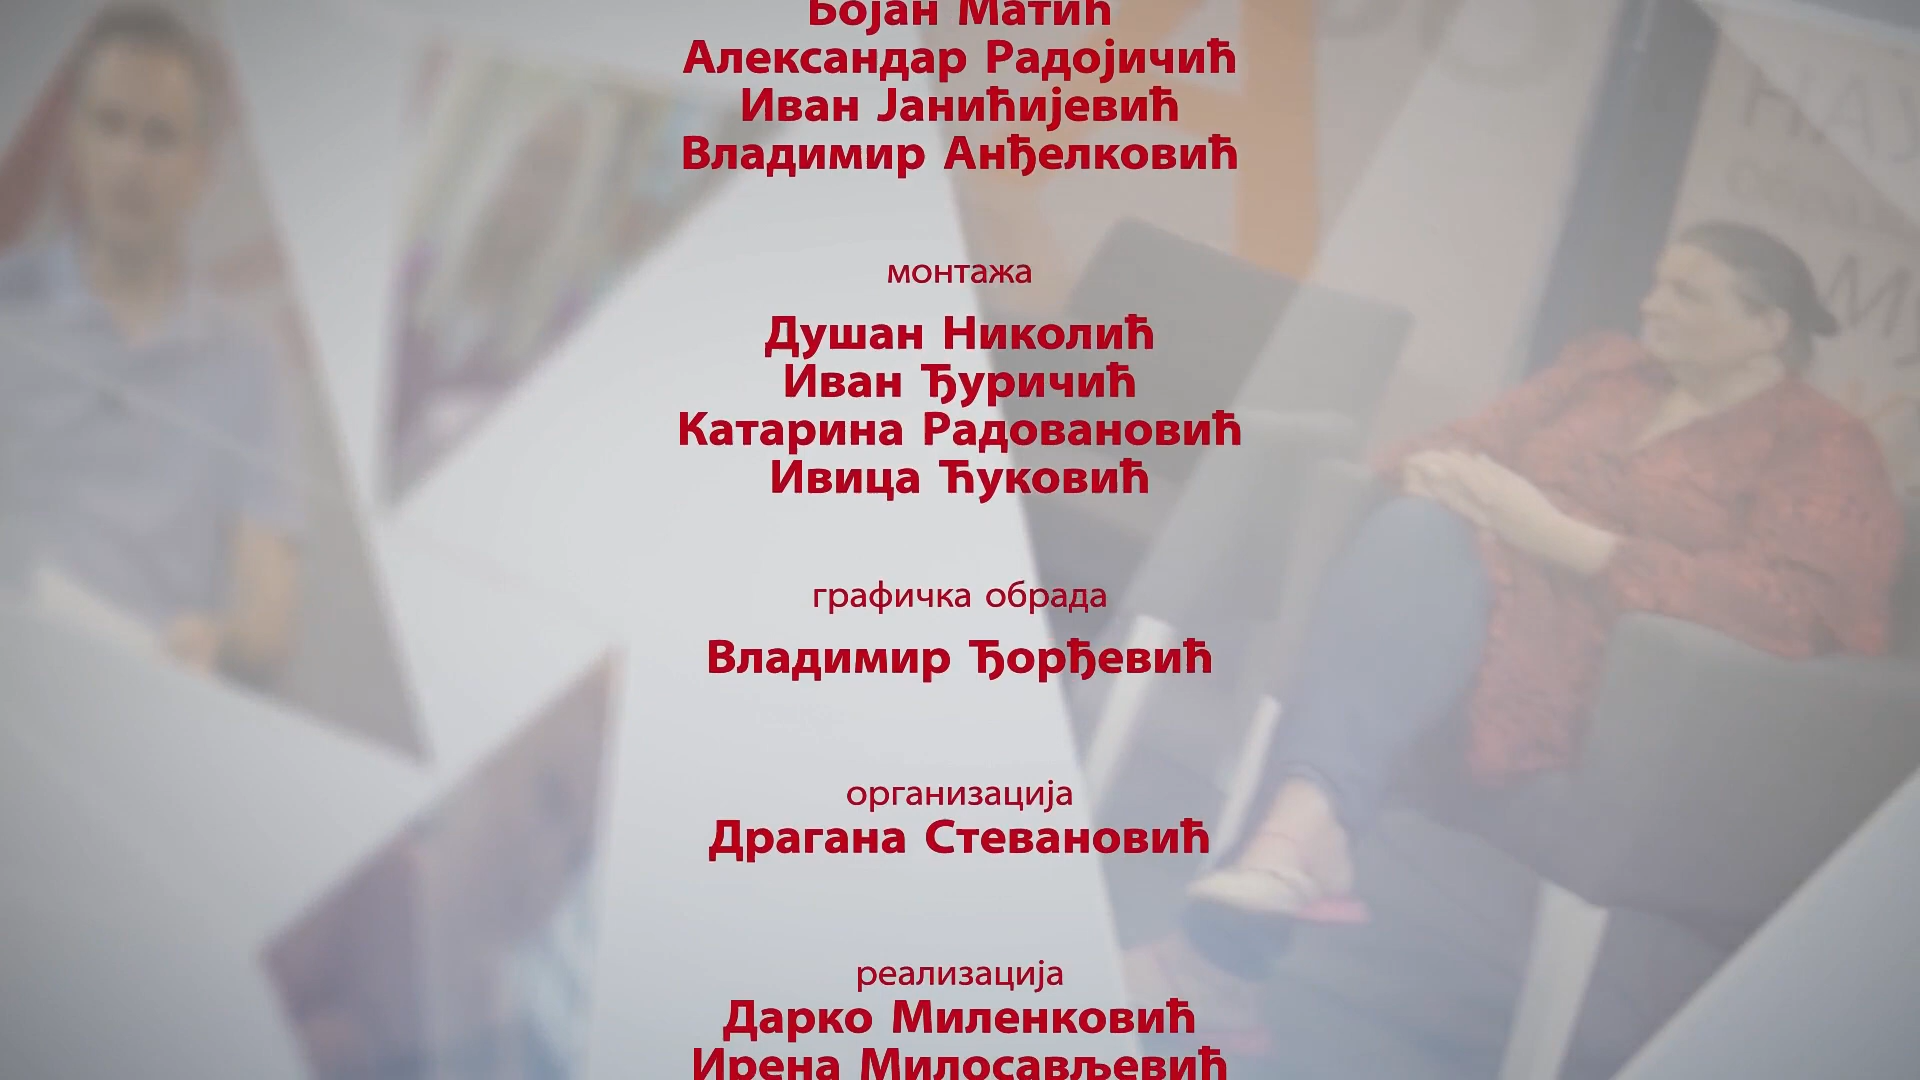 Бојан Матић
Александар Радојичић
Иван Јанићијевић
Владимир Анђелковић
монтажа
Душан Николић
Иван Ђуричић
Катарина Радовановић
Ивица Ћуковић
графичка обрада
Владимир Ђорђевић
организација
Драгана Стевановић
реализација
Дарко Миленковић
Ирена Милосављевић